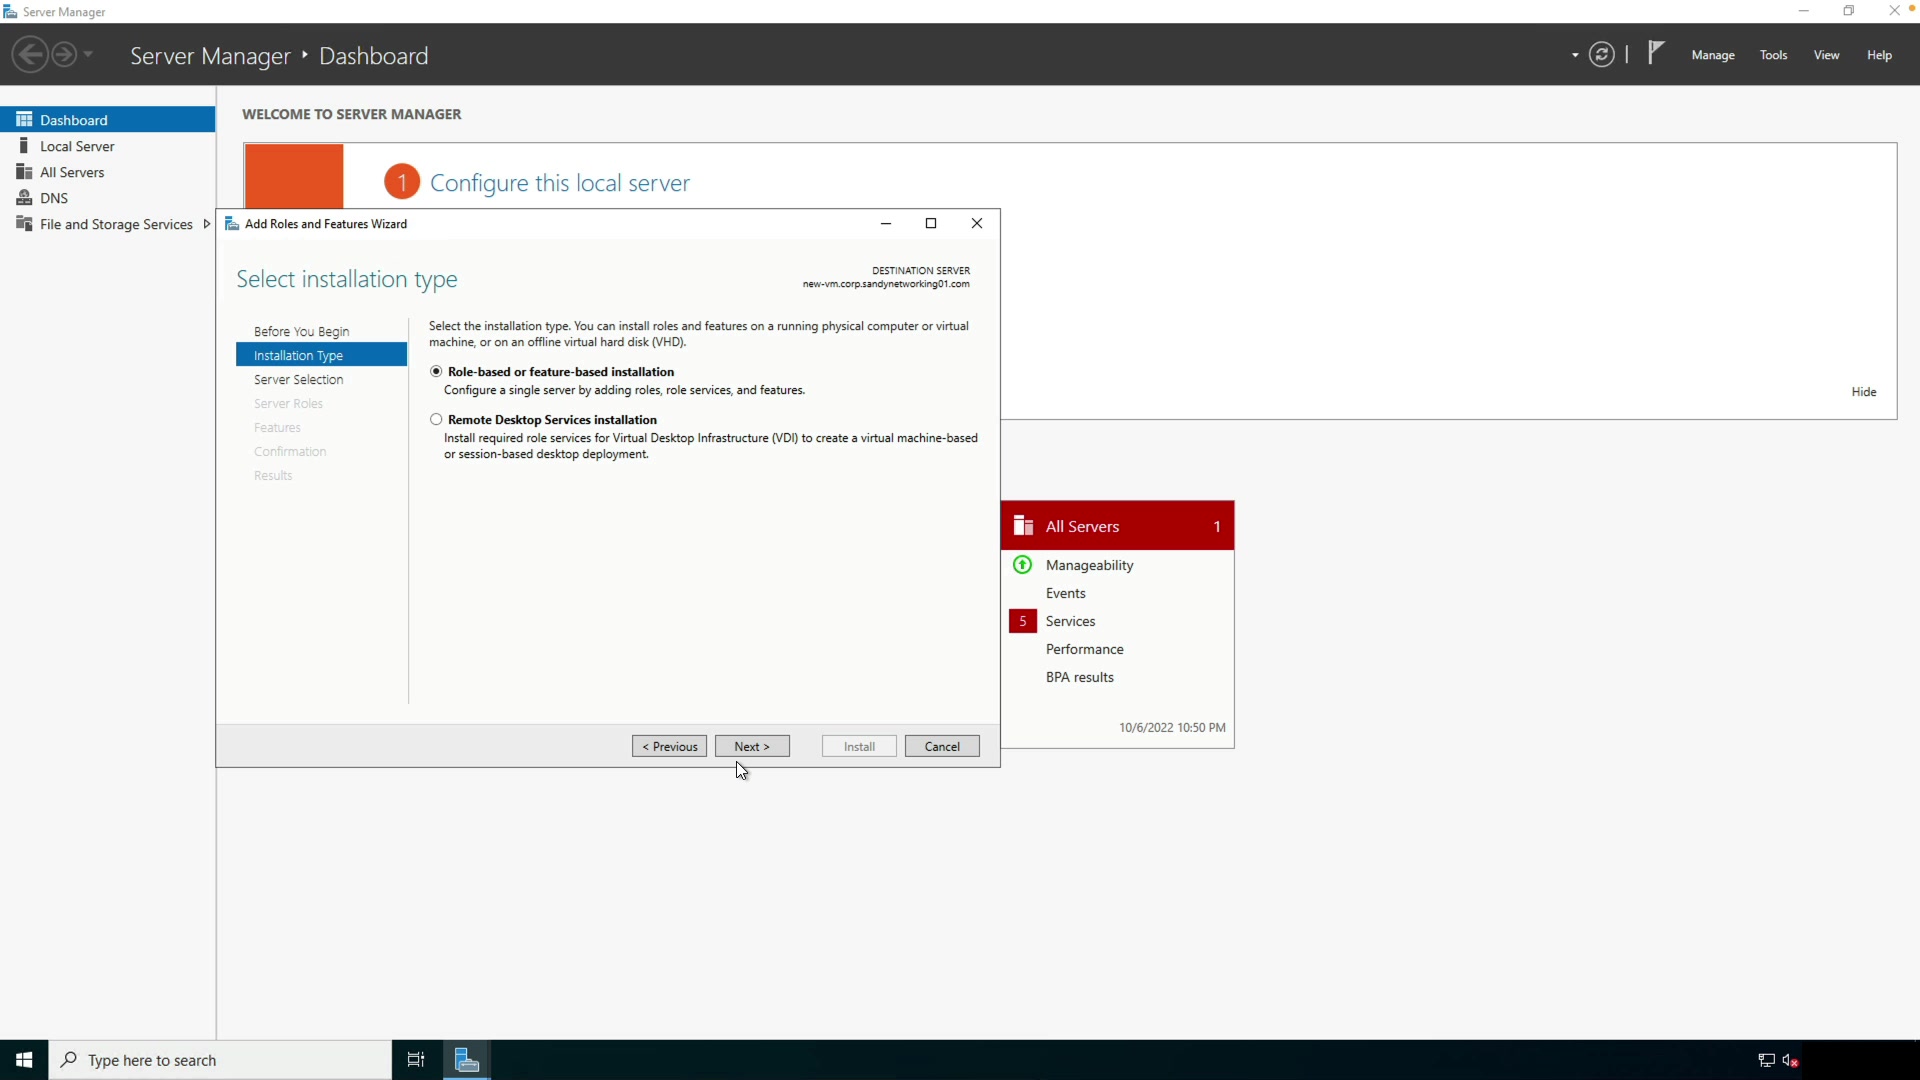 Server Manager
Server Manager ‣ Dashboard
Manage
Tools
View
Help
Dashboard
Local Server
All Servers
DNS
File and Storage Services
WELCOME TO SERVER MANAGER
1
Configure this local server
Hide
Add Roles and Features Wizard
Select installation type
DESTINATION SERVER
new-vm.corp.sandynetworking01.com
Before You Begin
Installation Type
Server Selection
Server Roles
Features
Confirmation
Results
Select the installation type. You can install roles and features on a running physical computer or virtual
machine, or on an offline virtual hard disk (VHD).
Role-based or feature-based installation
Configure a single server by adding roles, role services, and features.
Remote Desktop Services installation
Install required role services for Virtual Desktop Infrastructure (VDI) to create a virtual machine-based
or session-based desktop deployment.
< Previous
Next >
Install
Cancel
All Servers 1
Manageability
Events
5 Services
Performance
BPA results
10/6/2022 10:50 PM
Type here to search